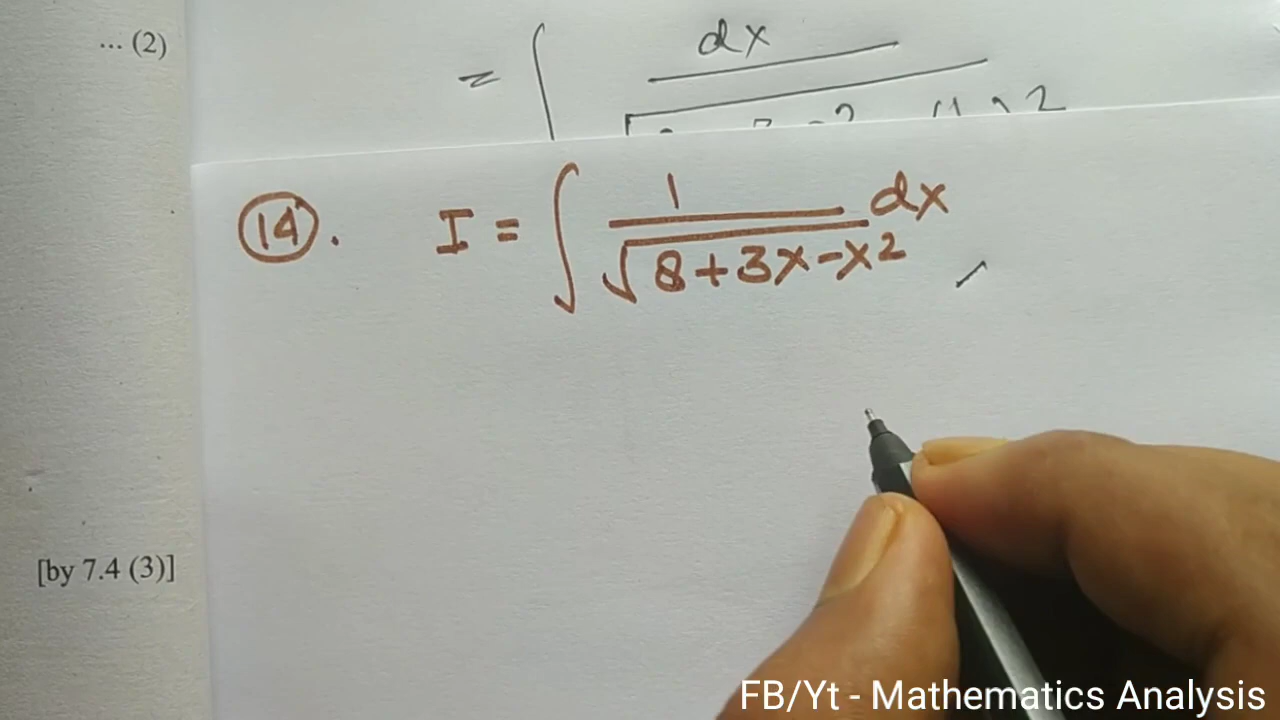 ... (2)
= ∫ dx
14. I = ∫ 1/√(8+3x-x²) dx,
[by 7.4 (3)]
FB/Yt - Mathematics Analysis